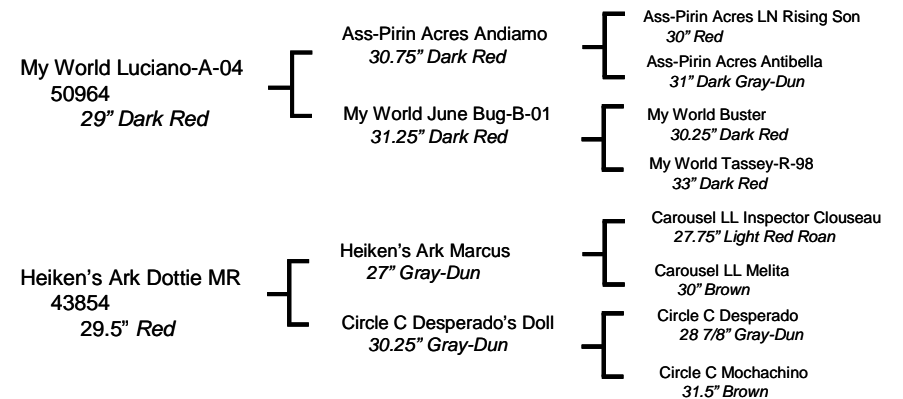 My World Luciano-A-04
50964
29” Dark Red
Ass-Pirin Acres Andiamo
30.75” Dark Red
My World June Bug-B-01
31.25” Dark Red
Ass-Pirin Acres LN Rising Son
30” Red
Ass-Pirin Acres Antibella
31” Dark Gray-Dun
My World Buster
30.25” Dark Red
My World Tassey-R-98
33” Dark Red
Heiken’s Ark Dottie MR
43854
29.5” Red
Heiken’s Ark Marcus
27” Gray-Dun
Circle C Desperado’s Doll
30.25” Gray-Dun
Carousel LL Inspector Clouseau
27.75” Light Red Roan
Carousel LL Melita
30” Brown
Circle C Desperado
28 7/8” Gray-Dun
Circle C Mochachino
31.5” Brown